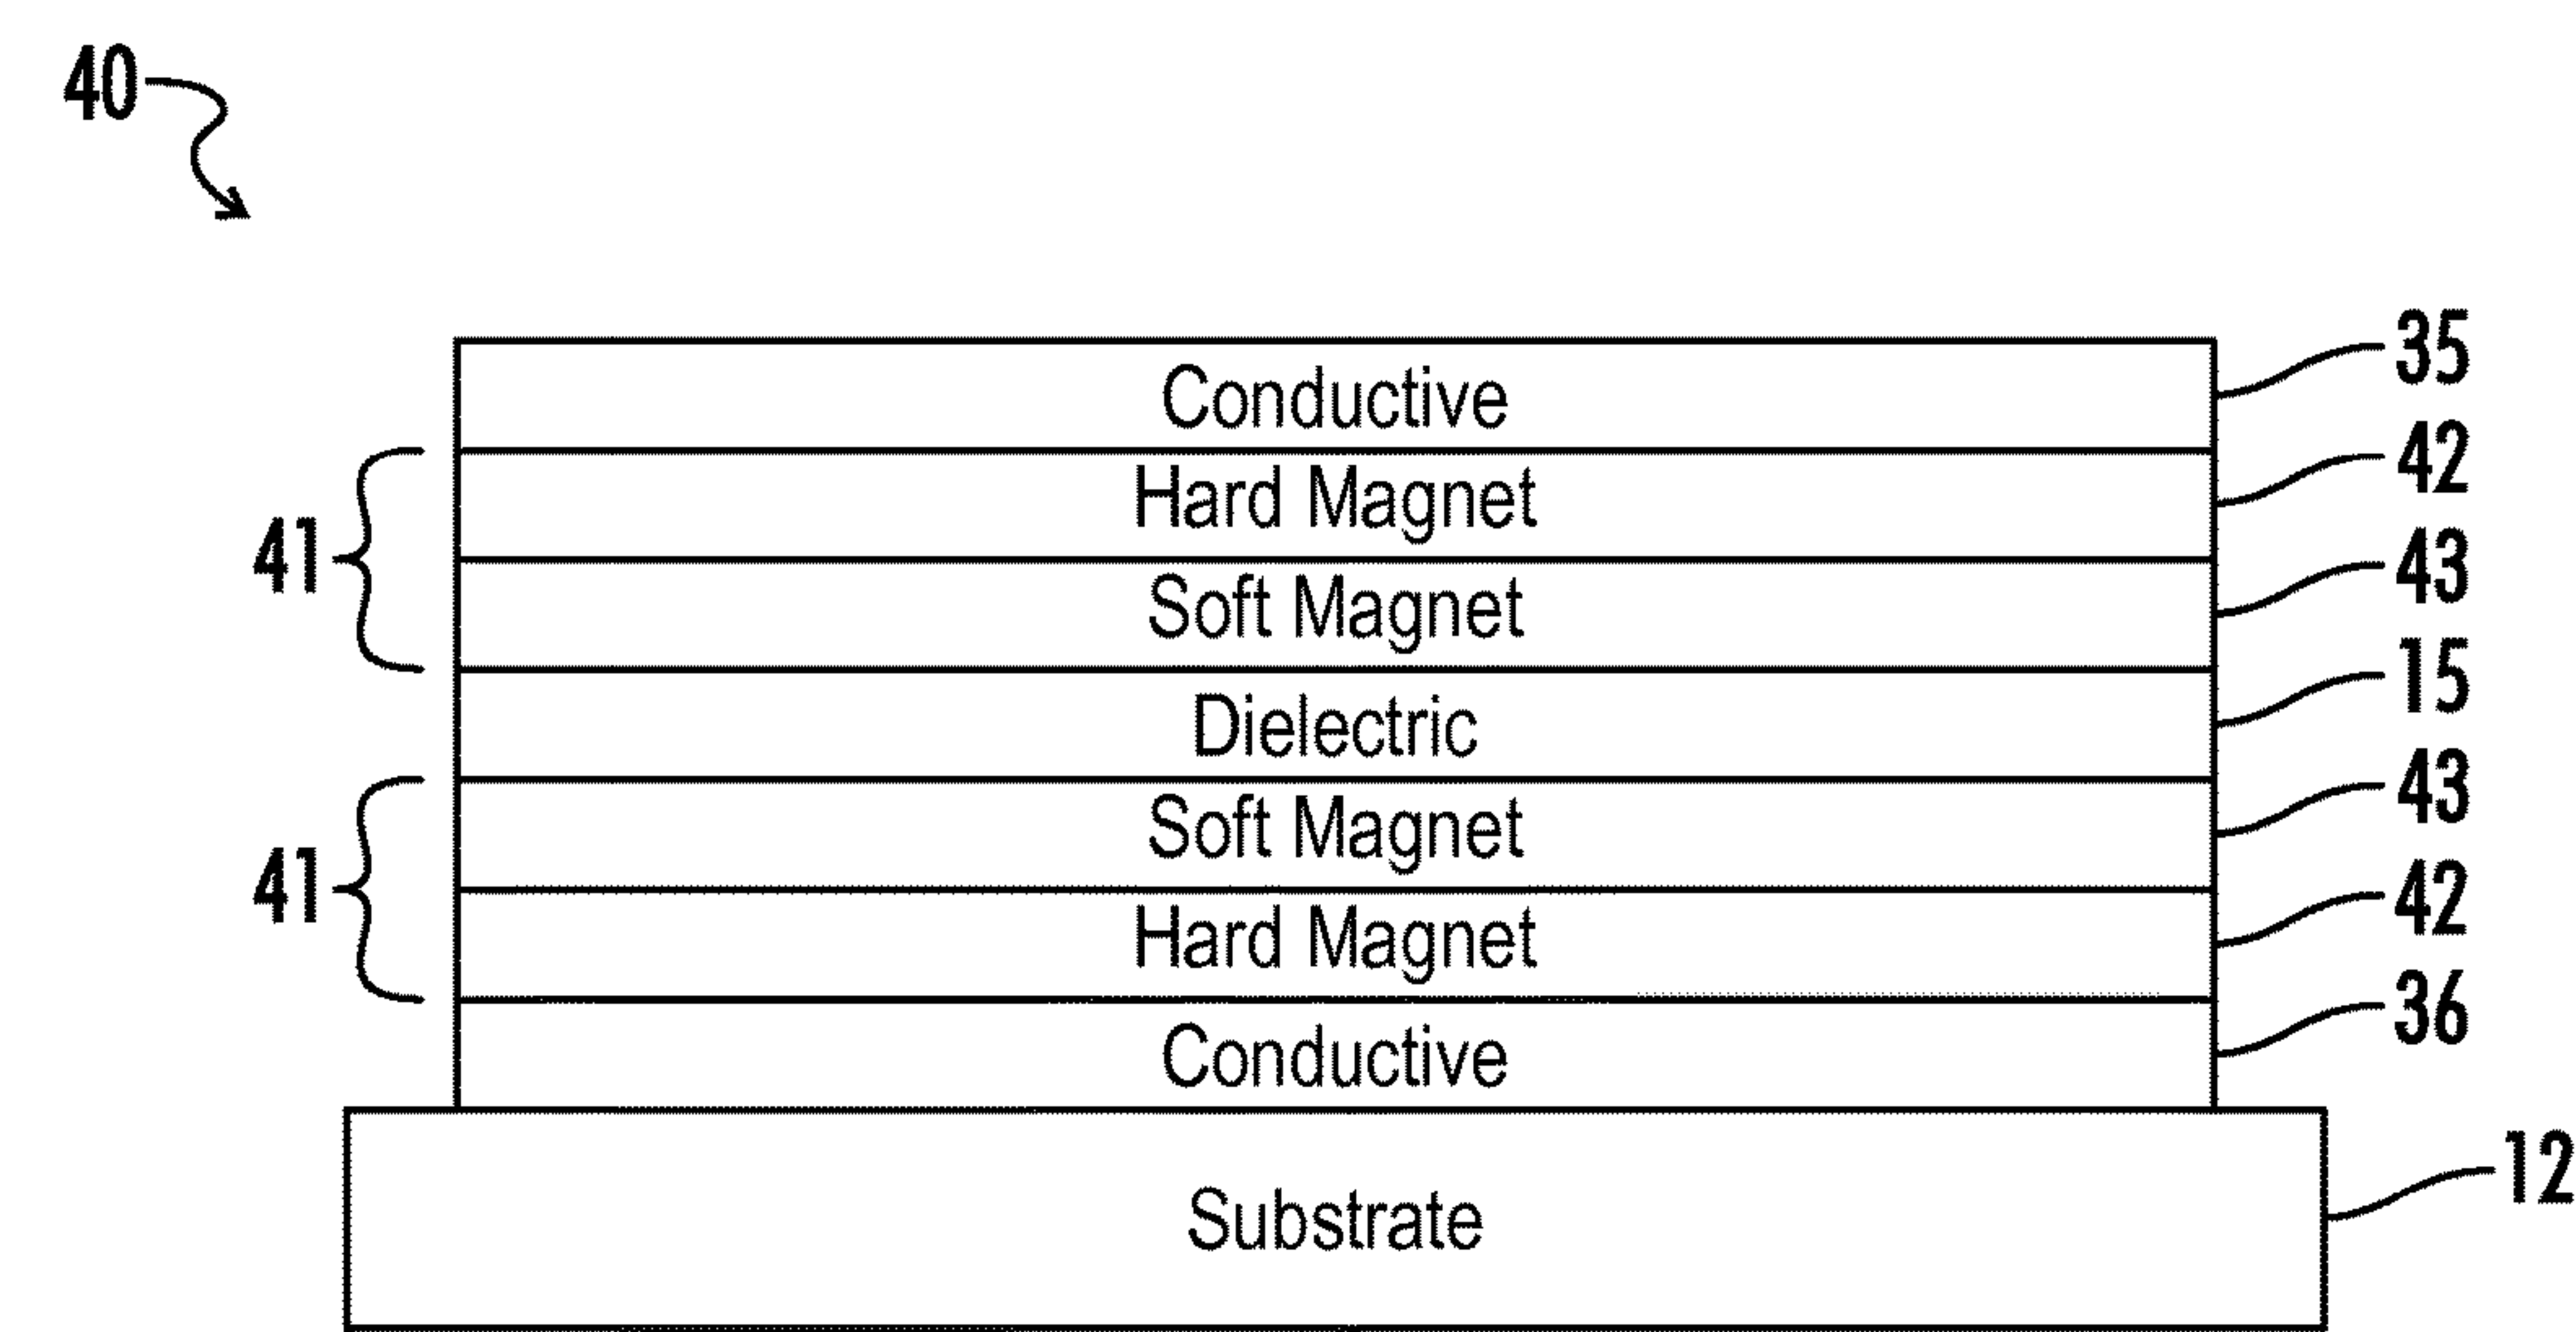 40
Conductive 35
41 Hard Magnet 42
Soft Magnet 43
Dielectric 15
41 Soft Magnet 43
Hard Magnet 42
Conductive 36
Substrate 12